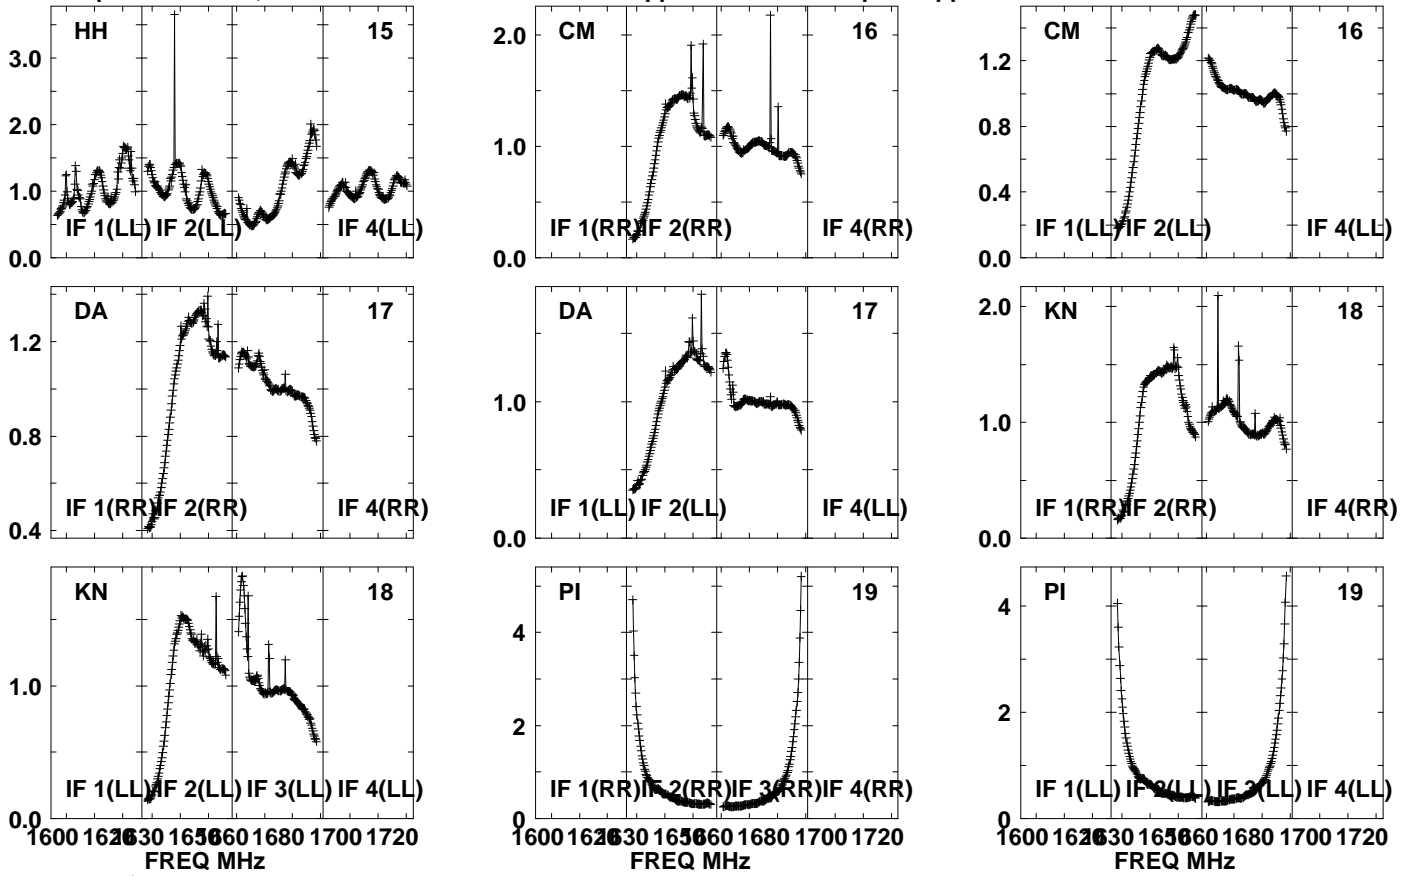 HH 15 CM 16 CM 16
3.0 2.0 1.2
2.0 0.8
1.0 1.0 0.4
IF 1(LL) IF 2(LL) IF 4(LL) IF 1(RR) IF 2(RR) IF 4(RR) IF 1(LL) IF 2(LL) IF 4(LL)
0.0 0.0 0.0
DA 17 DA 17 KN 18
1.2 2.0
1.0 1.0
0.8
IF 1(RR) IF 2(RR) IF 4(RR) IF 1(LL) IF 2(LL) IF 4(LL) IF 1(RR) IF 2(RR) IF 4(RR)
0.4 0.0 0.0
KN 18 PI 19 PI 19
4 4
1.0 2 2
IF 1(LL) IF 2(LL) IF 3(LL) IF 4(LL) IF 1(RR) IF 2(RR) IF 3(RR) IF 4(RR) IF 1(LL) IF 2(LL) IF 3(LL) IF 4(LL)
0.0 0 0
1600 1620 1630 1650 1660 1680 1700 1720 1600 1620 1630 1650 1660 1680 1700 1720 1600 1620 1630 1650 1660 1680 1700 1720
FREQ MHz FREQ MHz FREQ MHz